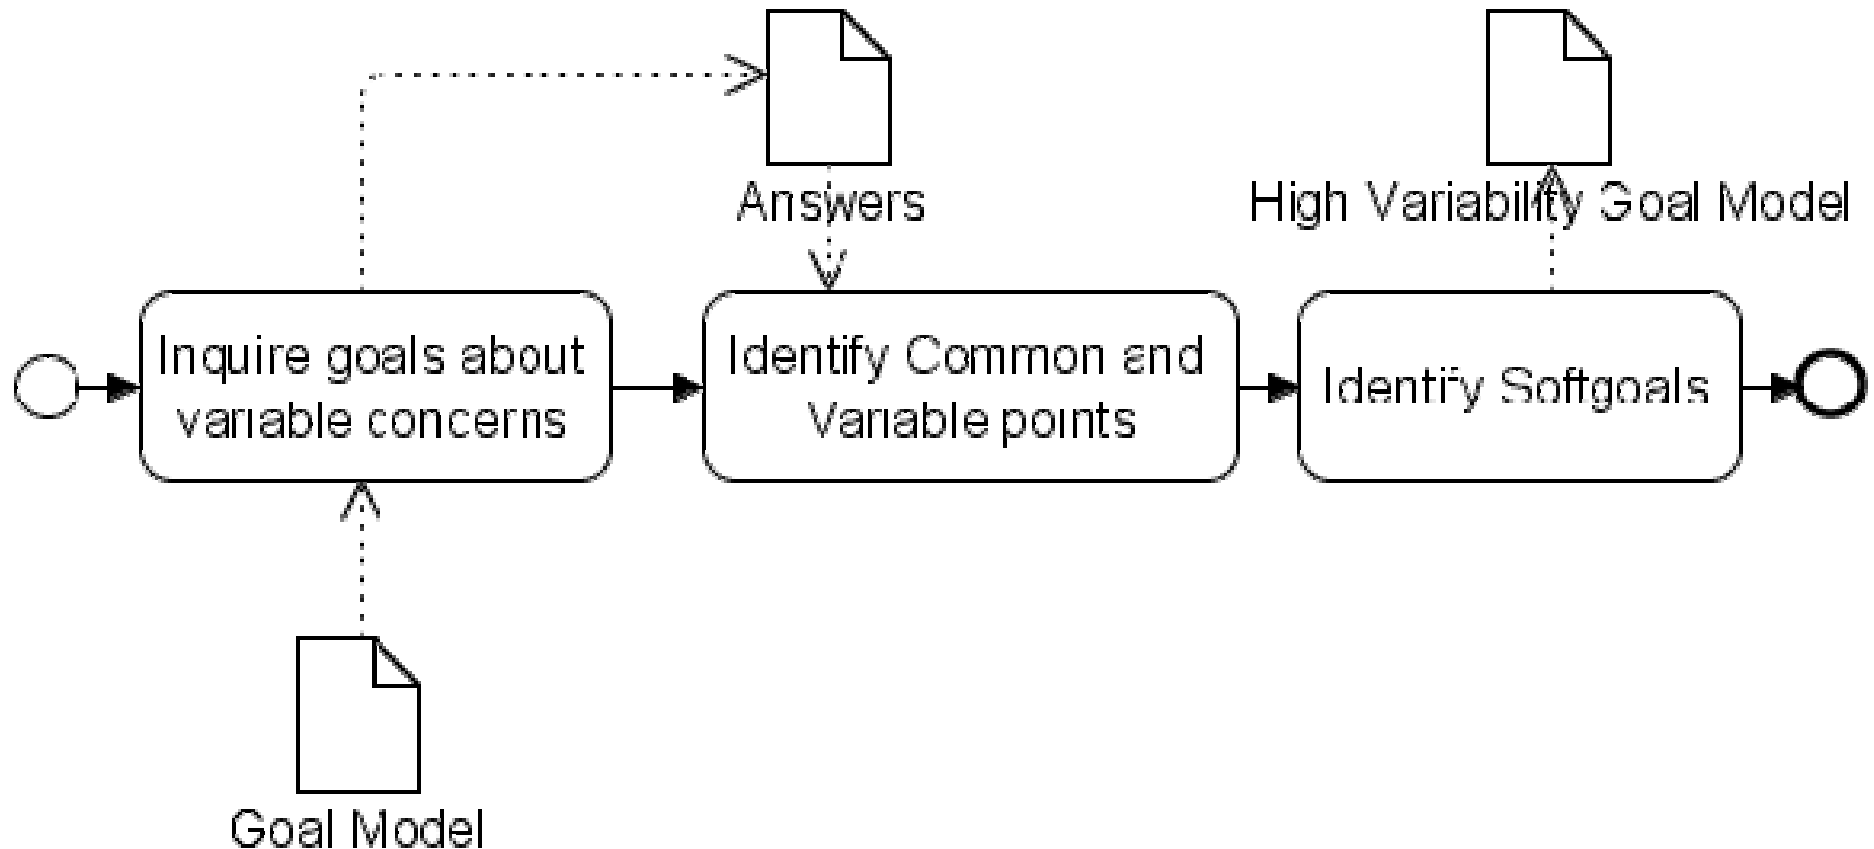 Answers
High Variability Goal Model
Inquire goals about
variable concerns
Identify Common and
Variable points
Identify Softgoals
Goal Model